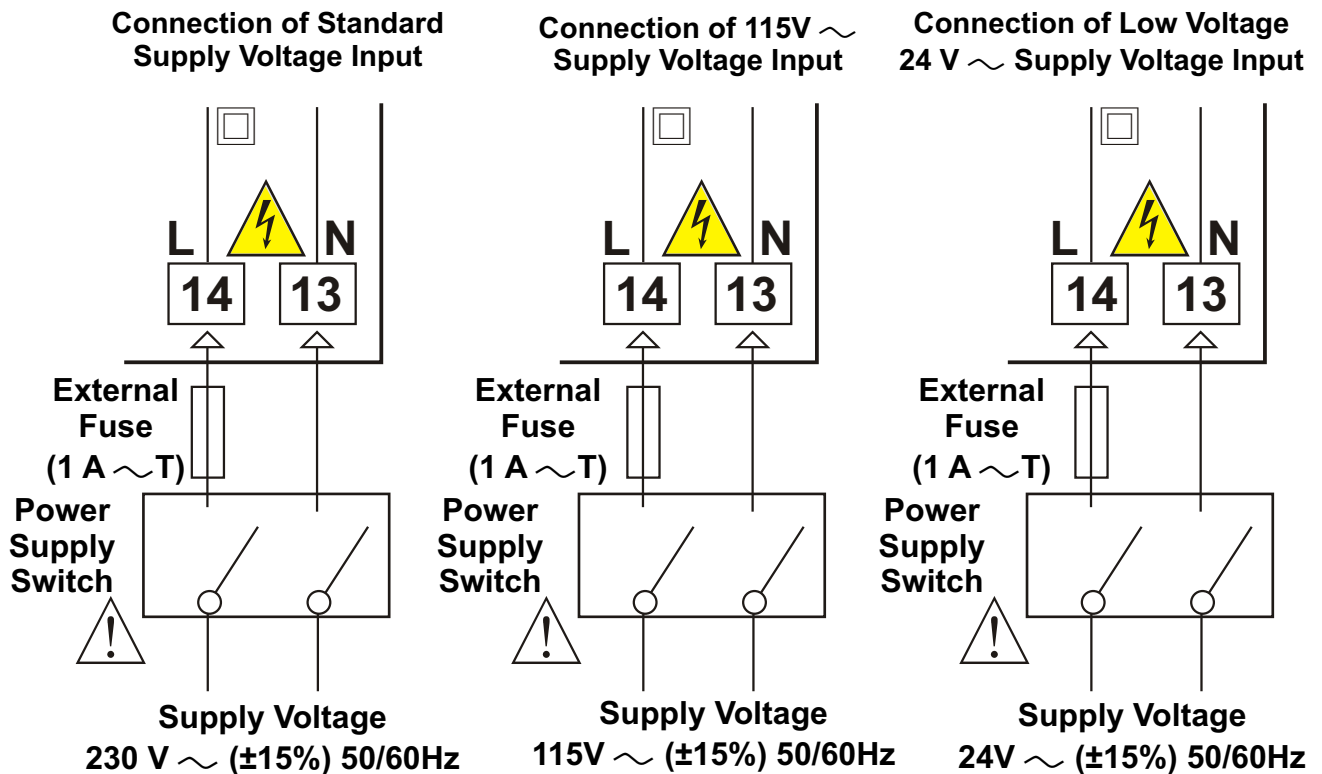 Connection of Standard
Supply Voltage Input
L N
14 13
External
Fuse
(1 A ~ T)
Power
Supply
Switch
!
Supply Voltage
230 V ~ (±15%) 50/60Hz
Connection of 115V ~
Supply Voltage Input
L N
14 13
External
Fuse
(1 A ~ T)
Power
Supply
Switch
!
Supply Voltage
115V ~ (±15%) 50/60Hz
Connection of Low Voltage
24 V ~ Supply Voltage Input
L N
14 13
External
Fuse
(1 A ~ T)
Power
Supply
Switch
!
Supply Voltage
24V ~ (±15%) 50/60Hz